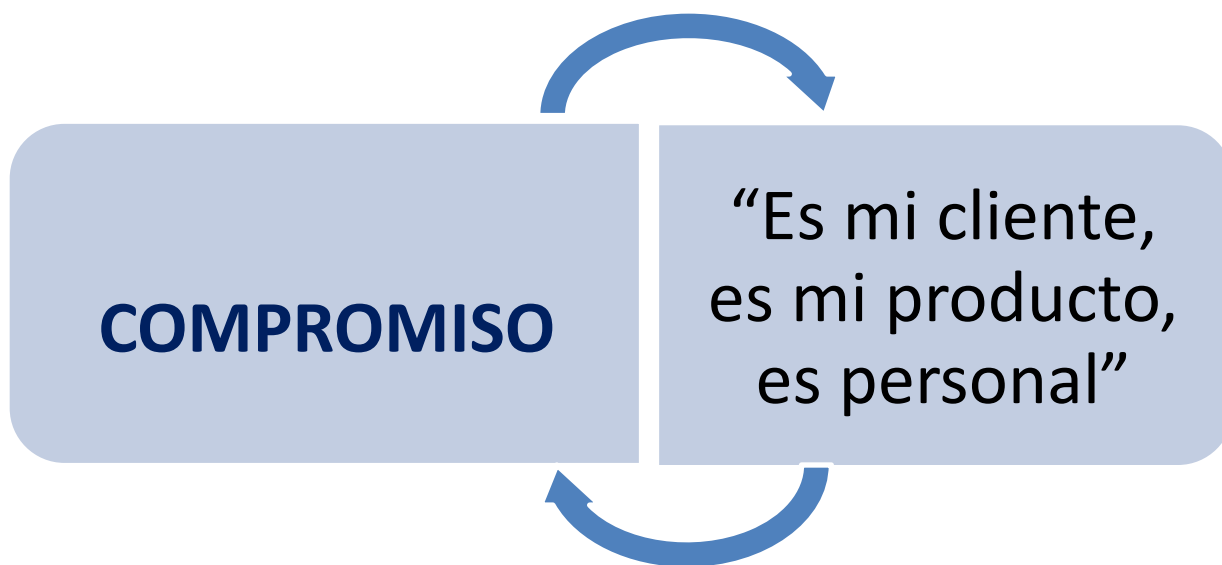 COMPROMISO
“Es mi cliente,
es mi producto,
es personal”